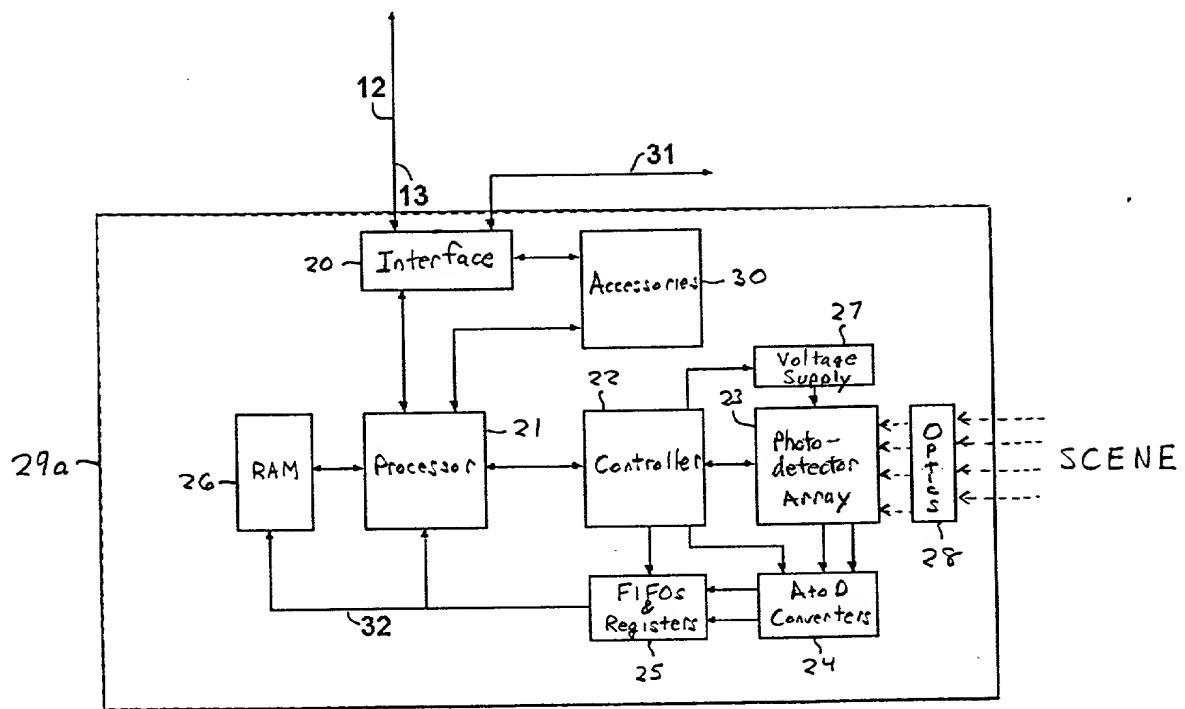 12
31
13
20
Interface
Accessories
30
27
Voltage
Supply
22
23
21
29a
26
RAM
Processor
Controller
Photo-
detector
Array
Optics
SCENE
28
32
FIFOs
&
Registers
25
A to D
Converters
24